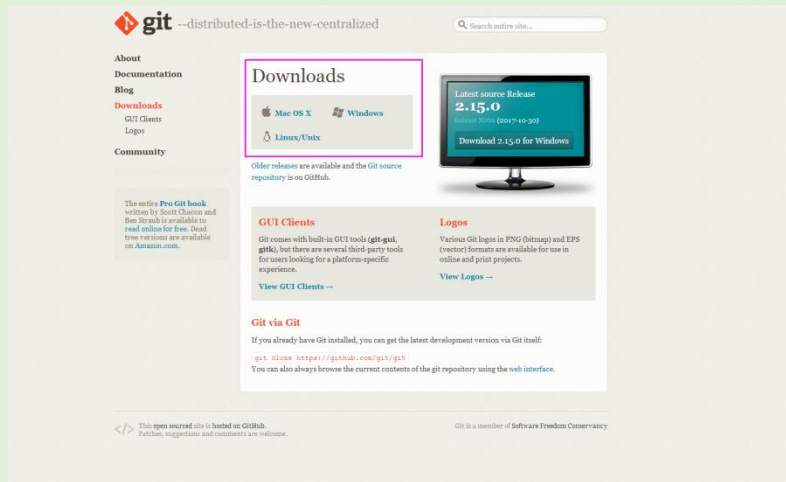 git --distributed-is-the-new-centralized
Search entire site...
About
Documentation
Blog
Downloads
GUI Clients
Logos
Community
The entire Pro Git book
written by Scott Chacon and
Ben Straub is available to
read online for free. Dead
tree versions are available
on Amazon.com.
Downloads
Mac OS X
Windows
Linux/Unix
Older releases are available and the Git source
repository is on GitHub.
Latest source Release
2.15.0
Release Notes (2017-10-30)
Download 2.15.0 for Windows
GUI Clients
Git comes with built-in GUI tools (git-gui,
gitk), but there are several third-party tools
for users looking for a platform-specific
experience.
View GUI Clients →
Logos
Various Git logos in PNG (bitmap) and EPS
(vector) formats are available for use in
online and print projects.
View Logos →
Git via Git
If you already have Git installed, you can get the latest development version via Git itself:
git clone https://github.com/git/git
You can also always browse the current contents of the git repository using the web interface.
</> This open sourced site is hosted on GitHub.
Patches, suggestions and comments are welcome.
Git is a member of Software Freedom Conservancy